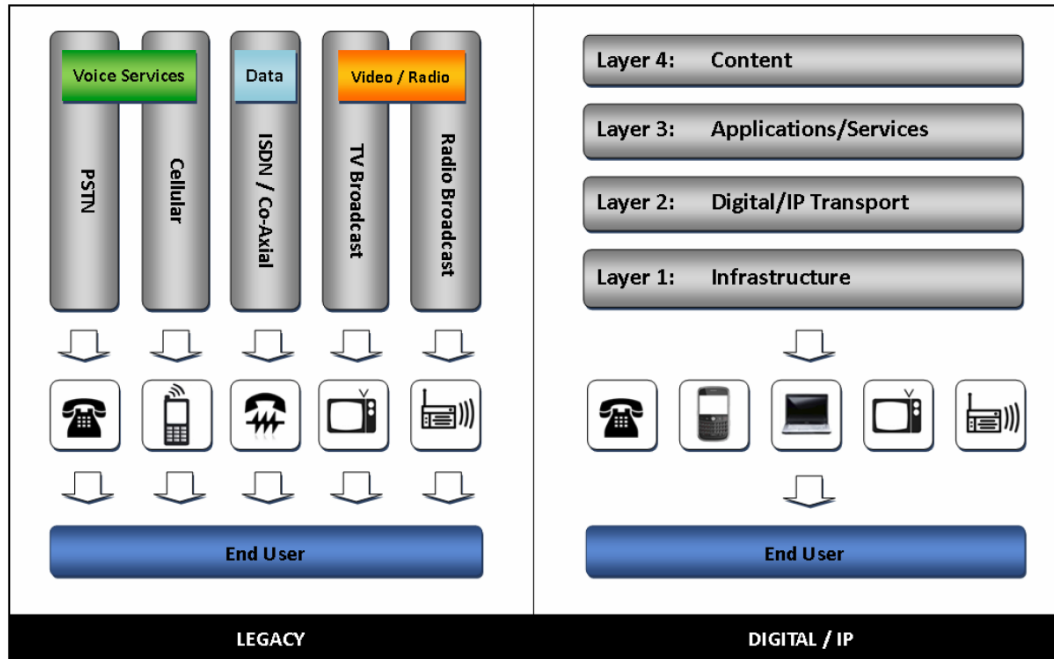 Voice Services
Data
Video / Radio
PSTN
Cellular
ISDN / Co-Axial
TV Broadcast
Radio Broadcast
End User
LEGACY
Layer 4: Content
Layer 3: Applications/Services
Layer 2: Digital/IP Transport
Layer 1: Infrastructure
End User
DIGITAL / IP